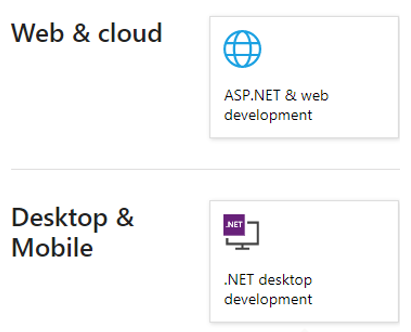 Web & cloud
ASP.NET & web
development
Desktop &
Mobile
.NET
.NET desktop
development